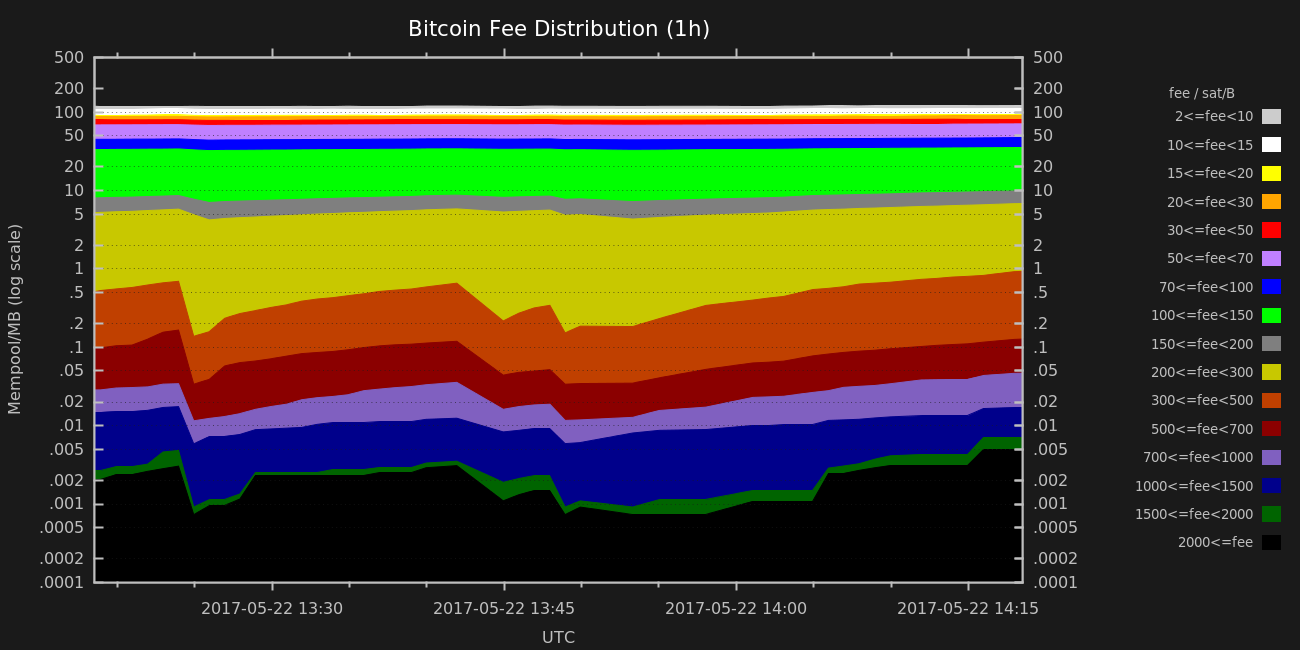 Bitcoin Fee Distribution (1h)
Mempool/MB (log scale)
500
200
100
50
20
10
5
2
1
.5
.2
.1
.05
.02
.01
.005
.002
.001
.0005
.0002
.0001
500
200
100
50
20
10
5
2
1
.5
.2
.1
.05
.02
.01
.005
.002
.001
.0005
.0002
.0001
2017-05-22 13:30
2017-05-22 13:45
2017-05-22 14:00
2017-05-22 14:15
UTC
fee / sat/B
2<=fee<10
10<=fee<15
15<=fee<20
20<=fee<30
30<=fee<50
50<=fee<70
70<=fee<100
100<=fee<150
150<=fee<200
200<=fee<300
300<=fee<500
500<=fee<700
700<=fee<1000
1000<=fee<1500
1500<=fee<2000
2000<=fee